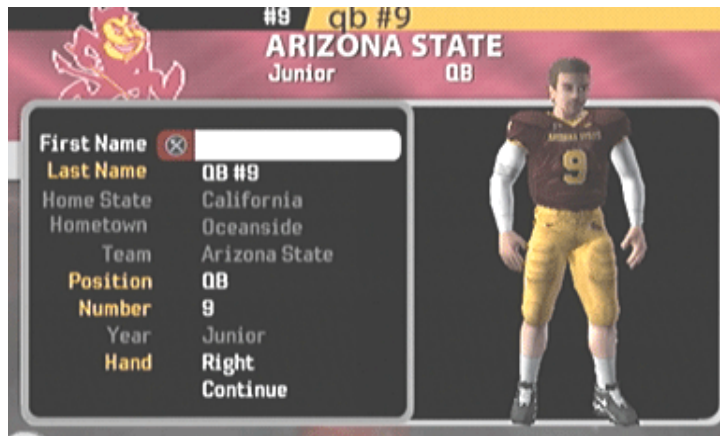 #9 / qb #9
ARIZONA STATE
Junior QB
First Name
Last Name QB #9
Home State California
Hometown Oceanside
Team Arizona State
Position QB
Number 9
Year Junior
Hand Right
Continue
ARIZONA STATE
9